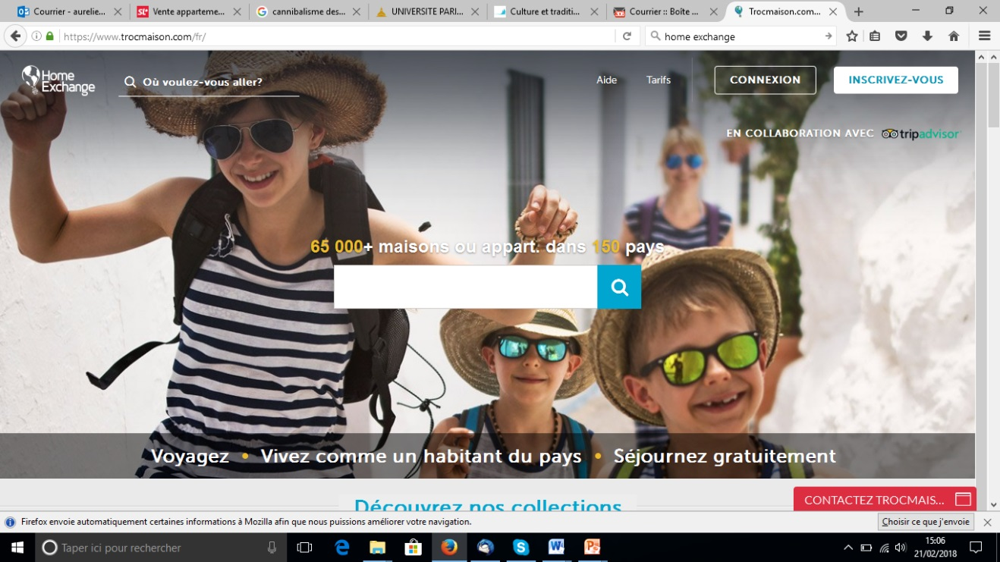 Courrier - aurelie...
Vente apparteme...
cannibalisme des...
UNIVERSITE PARI...
Culture et traditi...
Courrier :: Boîte ...
Trocmaison.com...
https://www.trocmaison.com/fr/
home exchange
Home
Exchange
Où voulez-vous aller?
Aide
Tarifs
CONNEXION
INSCRIVEZ-VOUS
EN COLLABORATION AVEC tripadvisor
65 000+ maisons ou appart. dans 150 pays
Voyagez • Vivez comme un habitant du pays • Séjournez gratuitement
Découvrez nos collections
CONTACTEZ TROCMAIS...
Firefox envoie automatiquement certaines informations à Mozilla afin que nous puissions améliorer votre navigation.
Choisir ce que j'envoie
Taper ici pour rechercher
15:06
21/02/2018